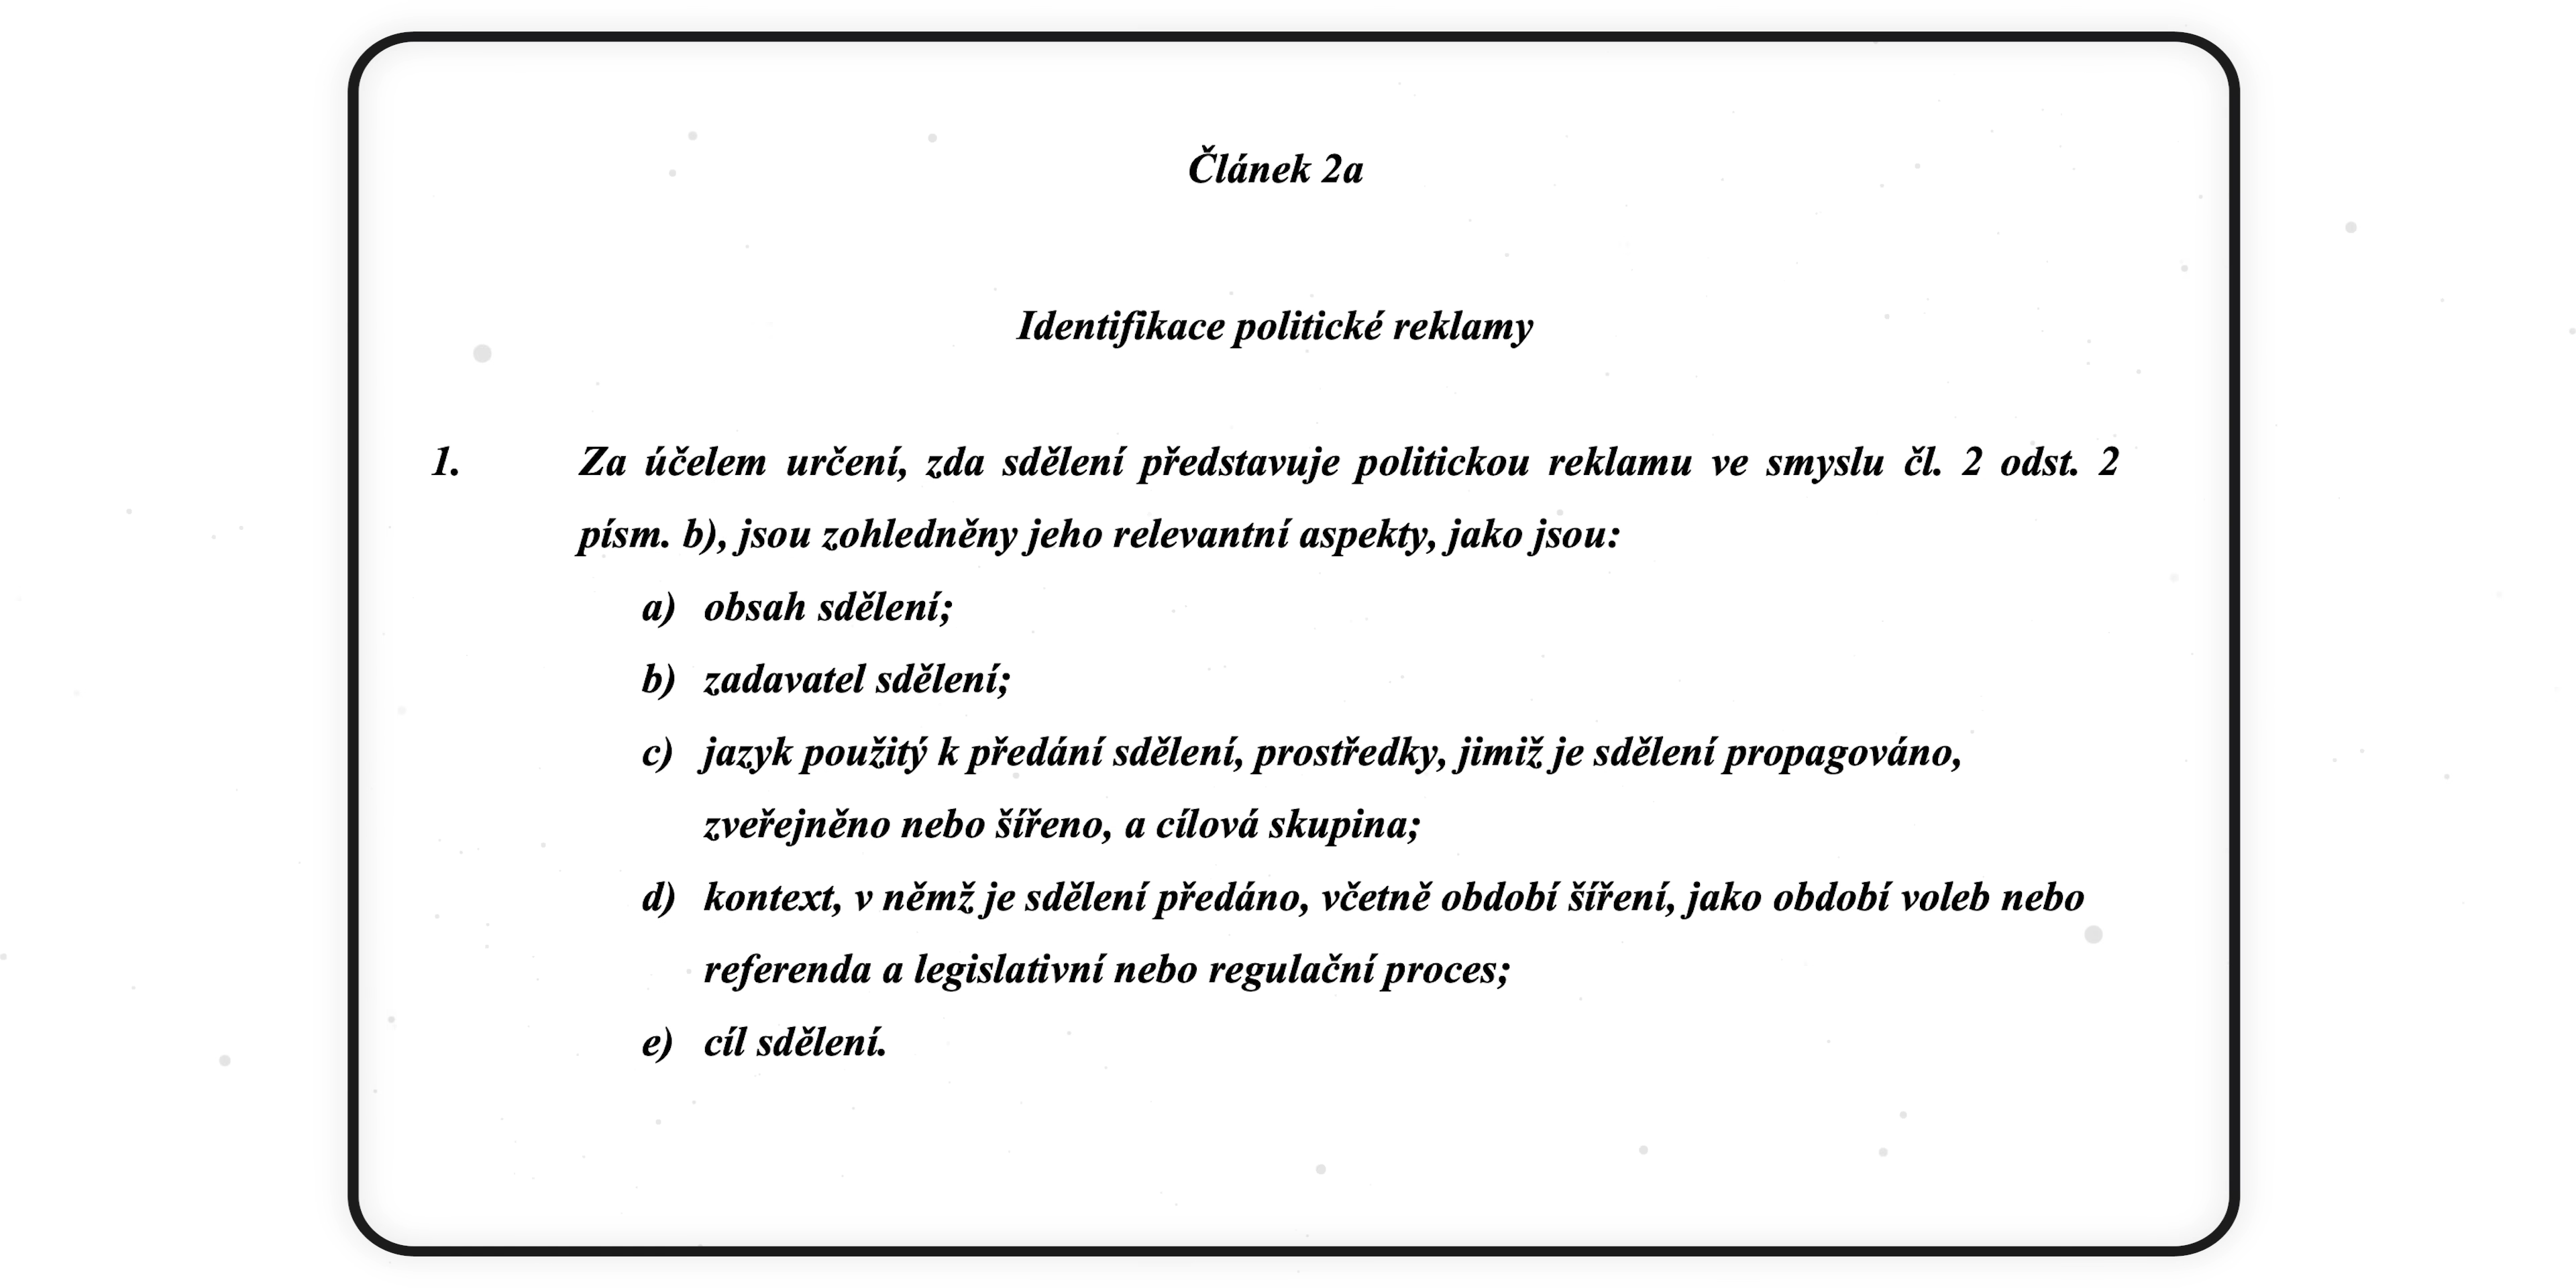 Článek 2a
Identifikace politické reklamy
1. Za účelem určení, zda sdělení představuje politickou reklamu ve smyslu čl. 2 odst. 2
písm. b), jsou zohledněny jeho relevantní aspekty, jako jsou:
a) obsah sdělení;
b) zadavatel sdělení;
c) jazyk použitý k předání sdělení, prostředky, jimiž je sdělení propagováno,
zveřejněno nebo šířeno, a cílová skupina;
d) kontext, v němž je sdělení předáno, včetně období šíření, jako období voleb nebo
referenda a legislativní nebo regulační proces;
e) cíl sdělení.